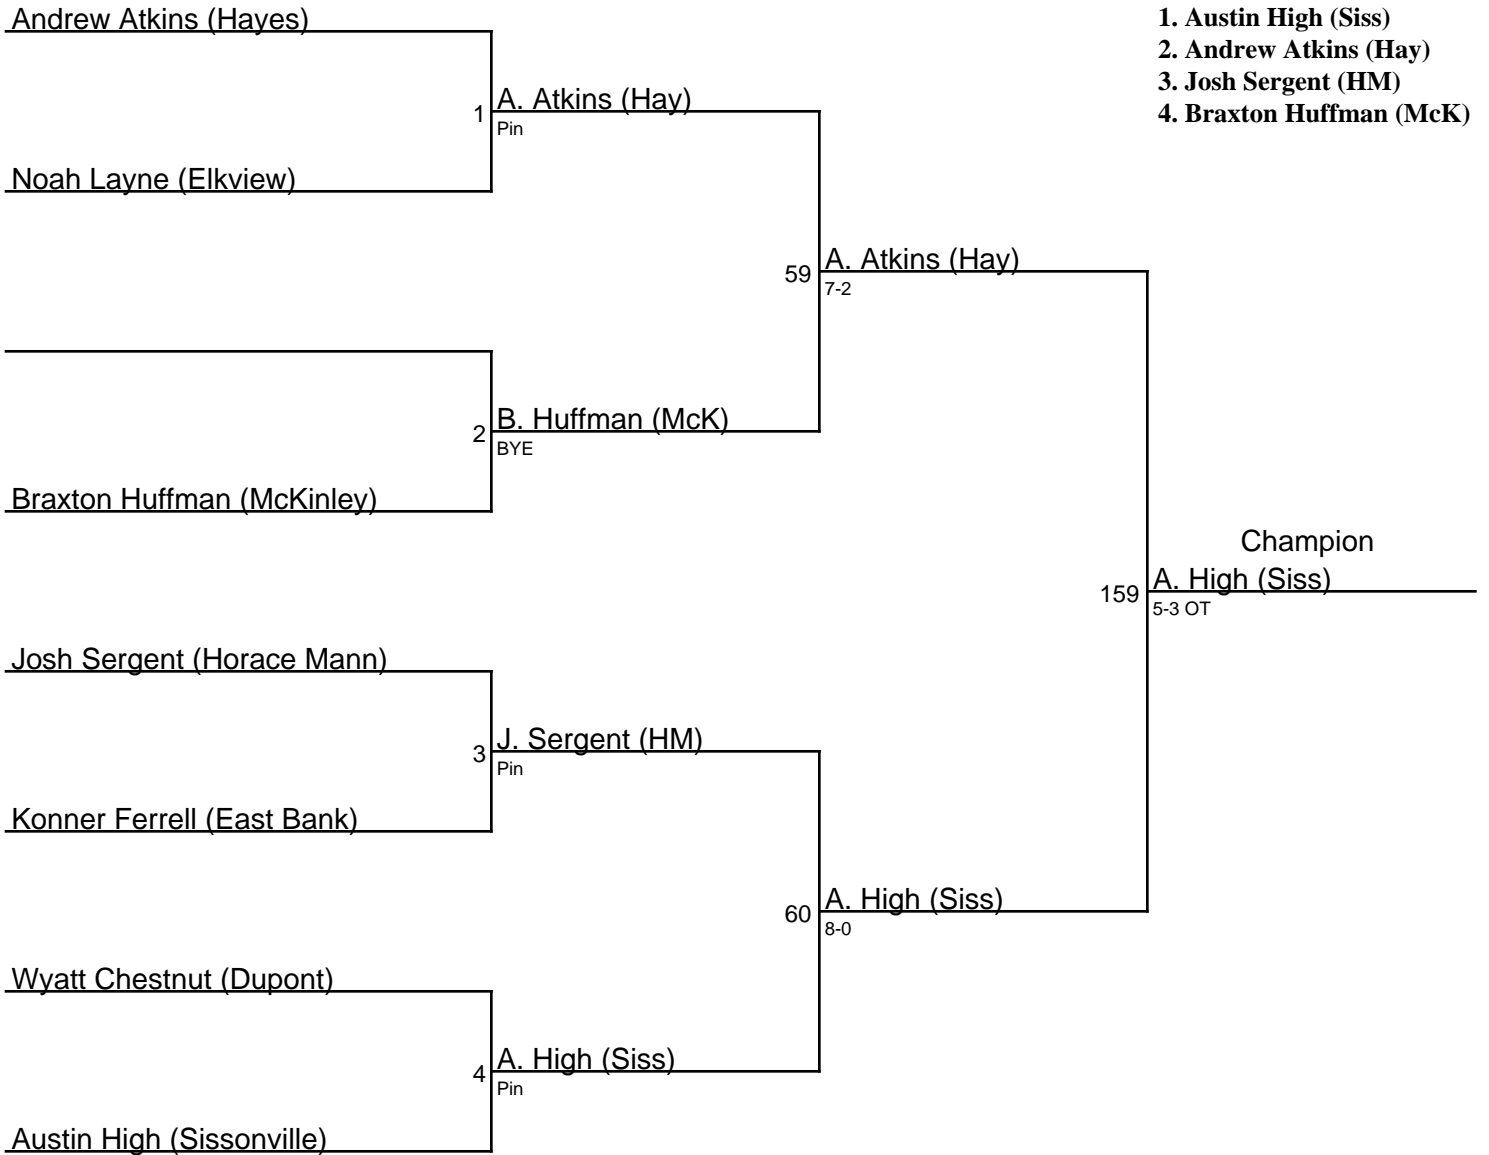 Andrew Atkins (Hayes)
1. Austin High (Siss)
2. Andrew Atkins (Hay)
3. Josh Sergent (HM)
4. Braxton Huffman (McK)
1
A. Atkins (Hay)
Pin
Noah Layne (Elkview)
59
A. Atkins (Hay)
7-2
2
B. Huffman (McK)
BYE
Braxton Huffman (McKinley)
Champion
159
A. High (Siss)
5-3 OT
Josh Sergent (Horace Mann)
3
J. Sergent (HM)
Pin
Konner Ferrell (East Bank)
60
A. High (Siss)
8-0
Wyatt Chestnut (Dupont)
4
A. High (Siss)
Pin
Austin High (Sissonville)